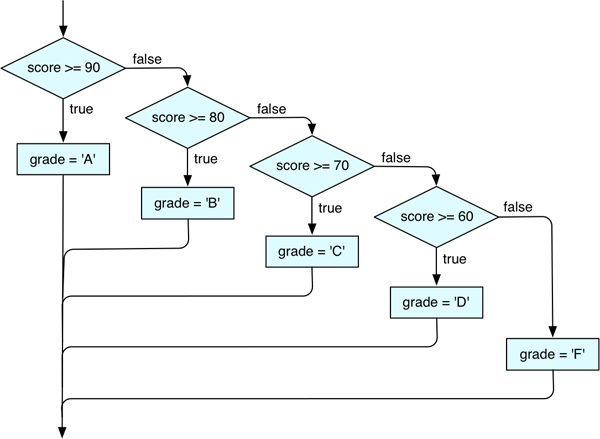 score >= 90
false
true
grade = 'A'
score >= 80
false
true
grade = 'B'
score >= 70
false
true
grade = 'C'
score >= 60
false
true
grade = 'D'
grade = 'F'